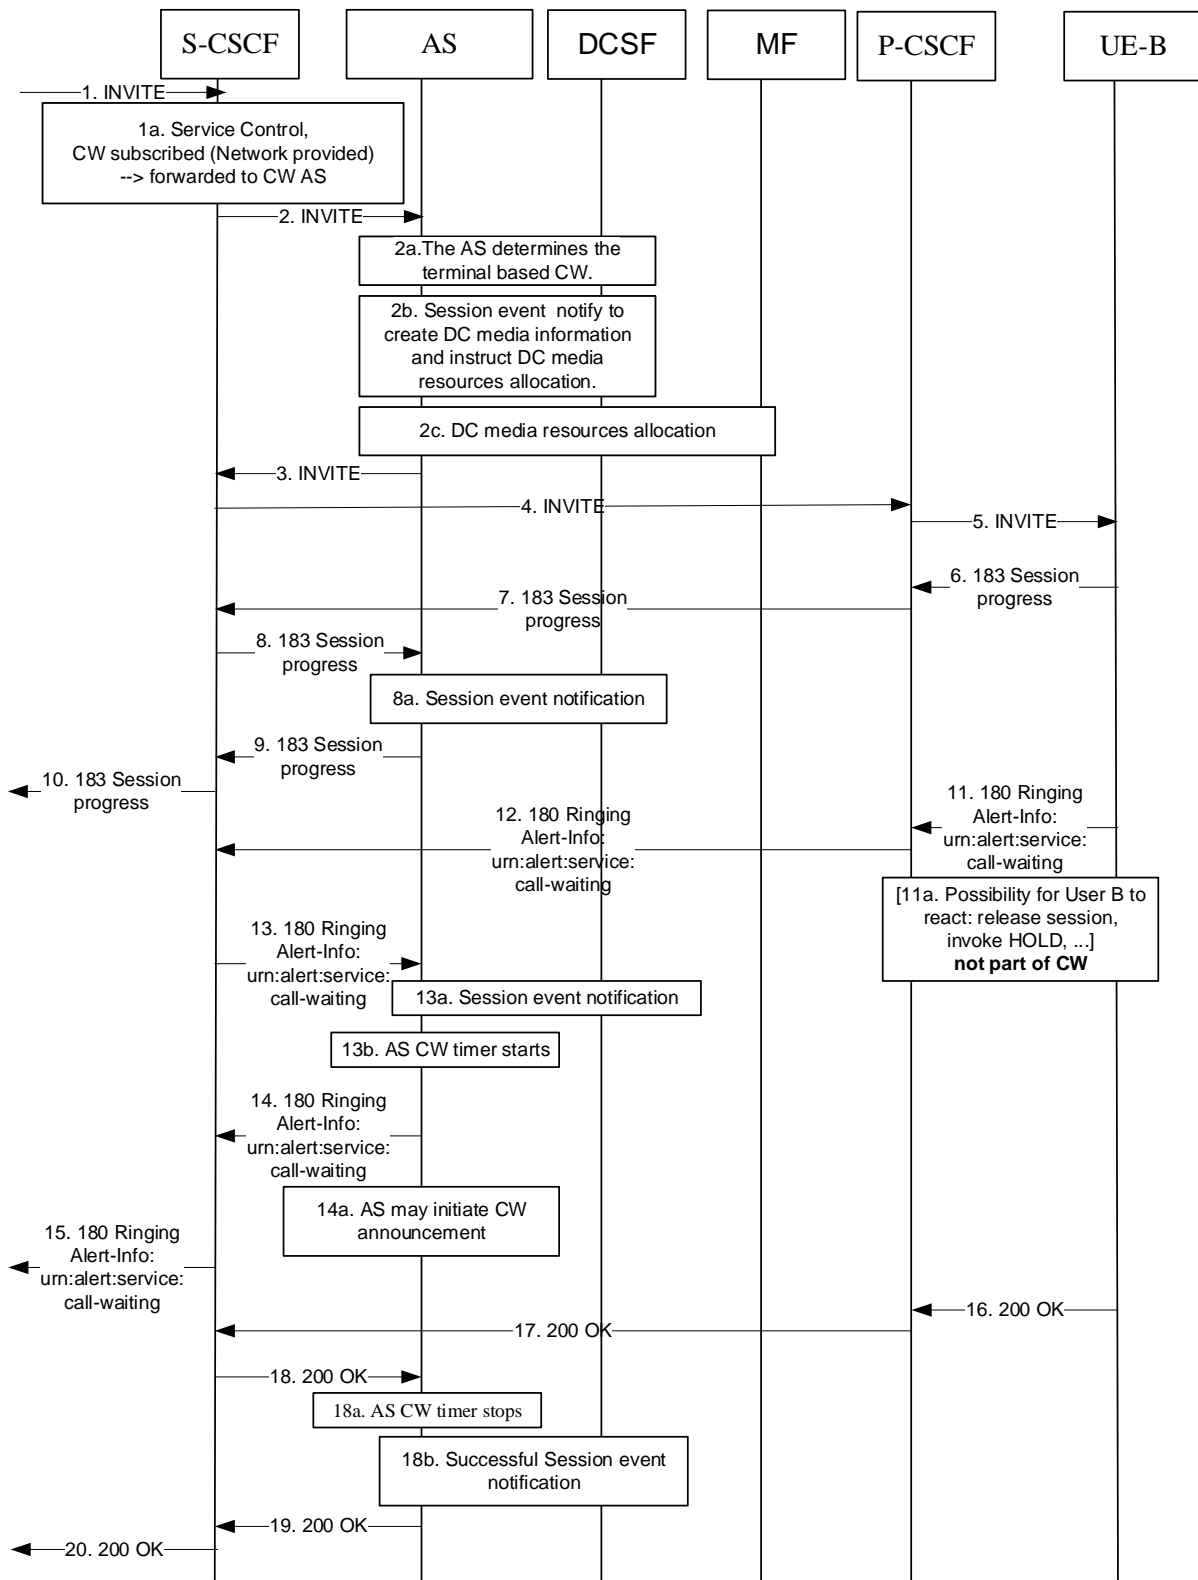 S-CSCF
AS
DCSF
MF
P-CSCF
UE-B
1. INVITE
1a. Service Control,
CW subscribed (Network provided)
--> forwarded to CW AS
2. INVITE
2a.The AS determines the
terminal based CW.
2b. Session event notify to
create DC media information
and instruct DC media
resources allocation.
2c. DC media resources allocation
3. INVITE
4. INVITE
5. INVITE
6. 183 Session
progress
7. 183 Session
progress
8. 183 Session
progress
8a. Session event notification
9. 183 Session
progress
10. 183 Session
progress
11. 180 Ringing
Alert-Info:
urn:alert:service:
call-waiting
12. 180 Ringing
Alert-Info:
urn:alert:service:
call-waiting
[11a. Possibility for User B to
react: release session,
invoke HOLD, ...]
not part of CW
13. 180 Ringing
Alert-Info:
urn:alert:service:
call-waiting
13a. Session event notification
13b. AS CW timer starts
14. 180 Ringing
Alert-Info:
urn:alert:service:
call-waiting
14a. AS may initiate CW
announcement
15. 180 Ringing
Alert-Info:
urn:alert:service:
call-waiting
16. 200 OK
17. 200 OK
18. 200 OK
18a. AS CW timer stops
18b. Successful Session event
notification
19. 200 OK
20. 200 OK